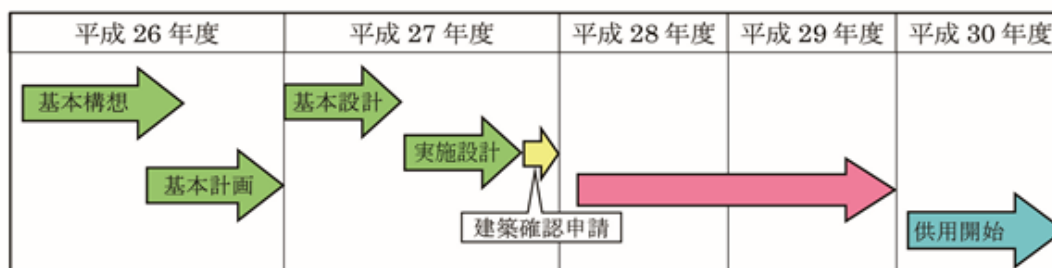 平成 26 年度
平成 27 年度
平成 28 年度
平成 29 年度
平成 30 年度
基本構想
基本設計
実施設計
基本計画
建築確認申請
供用開始